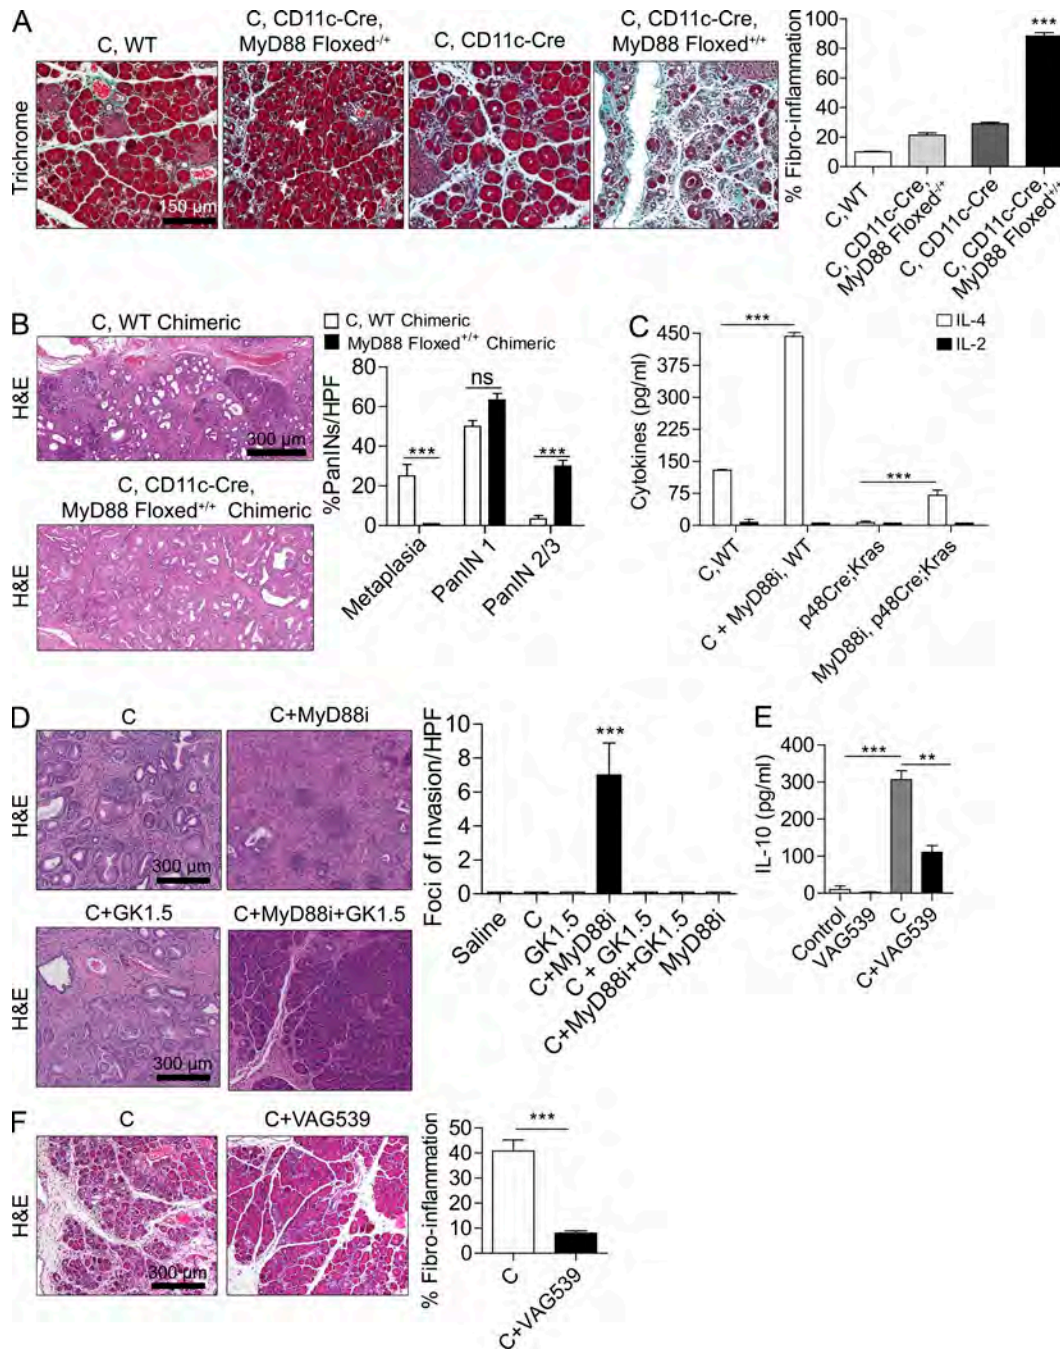 A
C, WT
C, CD11c-Cre,
MyD88 Floxed-/+
C, CD11c-Cre
C, CD11c-Cre,
MyD88 Floxed+/+
Trichrome
150 µm
% Fibro-inflammation
100
80
60
40
20
0
***
C,WT
C, CD11c-Cre,
MyD88 Floxed-/+
C, CD11c-Cre
C, CD11c-Cre,
MyD88 Floxed+/+
B
C, WT Chimeric
H&E
300 µm
C, CD11c-Cre,
MyD88 Floxed+/+ Chimeric
H&E
C, WT Chimeric
MyD88 Floxed+/+ Chimeric
%PanINs/HPF
80
60
40
20
0
***
ns
***
Metaplasia
PanIN 1
PanIN 2/3
C
IL-4
IL-2
Cytokines (pg/ml)
450
375
300
225
150
75
0
***
***
C,WT
C + MyD88i, WT
p48Cre;Kras
MyD88i, p48Cre;Kras
D
C
C+MyD88i
H&E
300 µm
C+GK1.5
C+MyD88i+GK1.5
H&E
300 µm
Foci of Invasion/HPF
10
8
6
4
2
0
***
Saline
C
GK1.5
C+MyD88i
C + GK1.5
C+MyD88i+GK1.5
MyD88i
E
IL-10 (pg/ml)
400
300
200
100
0
***
**
Control
VAG539
C
C+VAG539
F
C
C+VAG539
H&E
300 µm
% Fibro-inflammation
50
40
30
20
10
0
***
C
C+VAG539